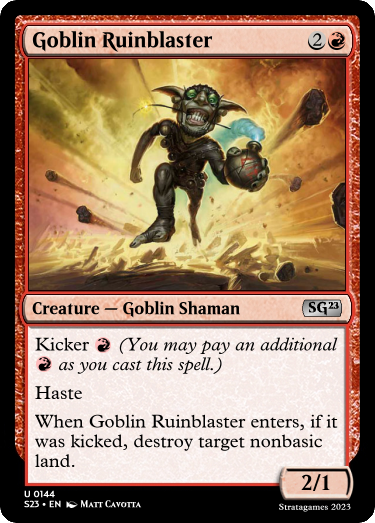 Goblin Ruinblaster 2
Creature — Goblin Shaman SG23
Kicker (You may pay an additional
as you cast this spell.)
Haste
When Goblin Ruinblaster enters, if it
was kicked, destroy target nonbasic
land.
2/1
U 0144
S23 • EN Matt Cavotta
Stratagames 2023